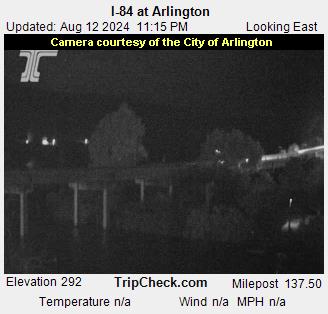 I-84 at Arlington
Updated: Aug 12 2024 11:15 PM Looking East
Camera courtesy of the City of Arlington
Elevation 292 TripCheck.com Milepost 137.50
Temperature n/a Wind n/a MPH n/a